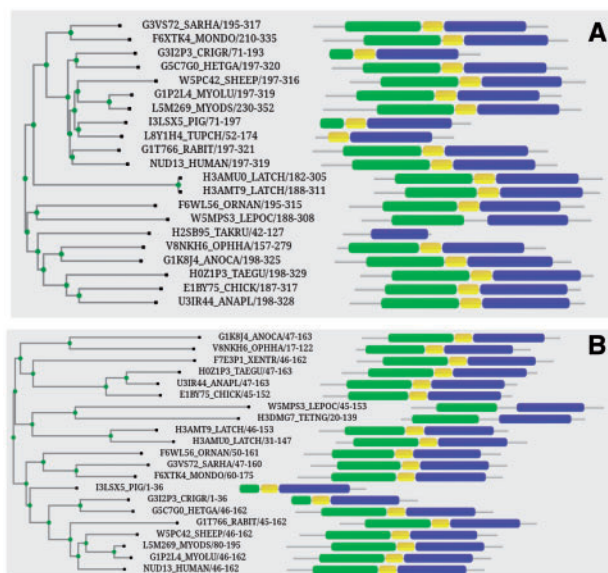 A
G3VS72_SARHA/195-317
F6XTK4_MONDO/210-335
G3I2P3_CRIGR/71-193
G5C7G0_HETGA/197-320
W5PC42_SHEEP/197-316
G1P2L4_MYOLU/197-319
L5M269_MYODS/230-352
I3LSX5_PIG/71-197
L8Y1H4_TUPCH/52-174
G1T766_RABIT/197-321
NUD13_HUMAN/197-319
H3AMU0_LATCH/182-305
H3AMT9_LATCH/188-311
F6WL56_ORNAN/195-315
W5MPS3_LEPOC/188-308
H2SB95_TAKRU/42-127
V8NKH6_OPHHA/157-279
G1K8J4_ANOCA/198-325
H0Z1P3_TAEGU/198-329
E1BY75_CHICK/187-317
U3IR44_ANAPL/198-328
B
G1K8J4_ANOCA/47-163
V8NKH6_OPHHA/17-122
F7E3P1_XENTR/46-162
H0Z1P3_TAEGU/47-163
U3IR44_ANAPL/47-163
E1BY75_CHICK/45-152
W5MPS3_LEPOC/45-153
H3DMG7_TETNG/20-139
H3AMT9_LATCH/46-153
H3AMU0_LATCH/31-147
F6WL56_ORNAN/50-161
G3VS72_SARHA/47-160
F6XTK4_MONDO/60-175
I3LSX5_PIG/1-36
G3I2P3_CRIGR/1-36
G5C7G0_HETGA/46-162
G1T766_RABIT/45-162
W5PC42_SHEEP/46-162
L5M269_MYODS/80-195
G1P2L4_MYOLU/46-162
NUD13_HUMAN/46-162